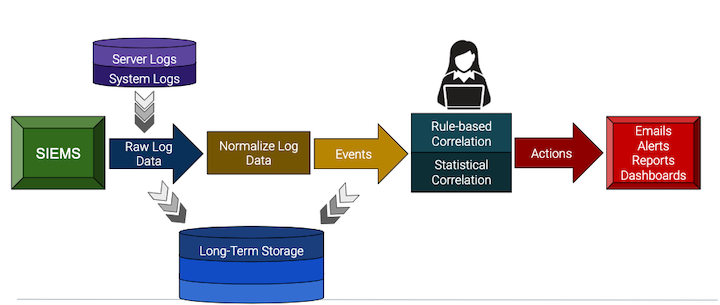 Server Logs
System Logs
SIEMS
Raw Log
Data
Normalize Log
Data
Events
Rule-based
Correlation
Statistical
Correlation
Actions
Emails
Alerts
Reports
Dashboards
Long-Term Storage